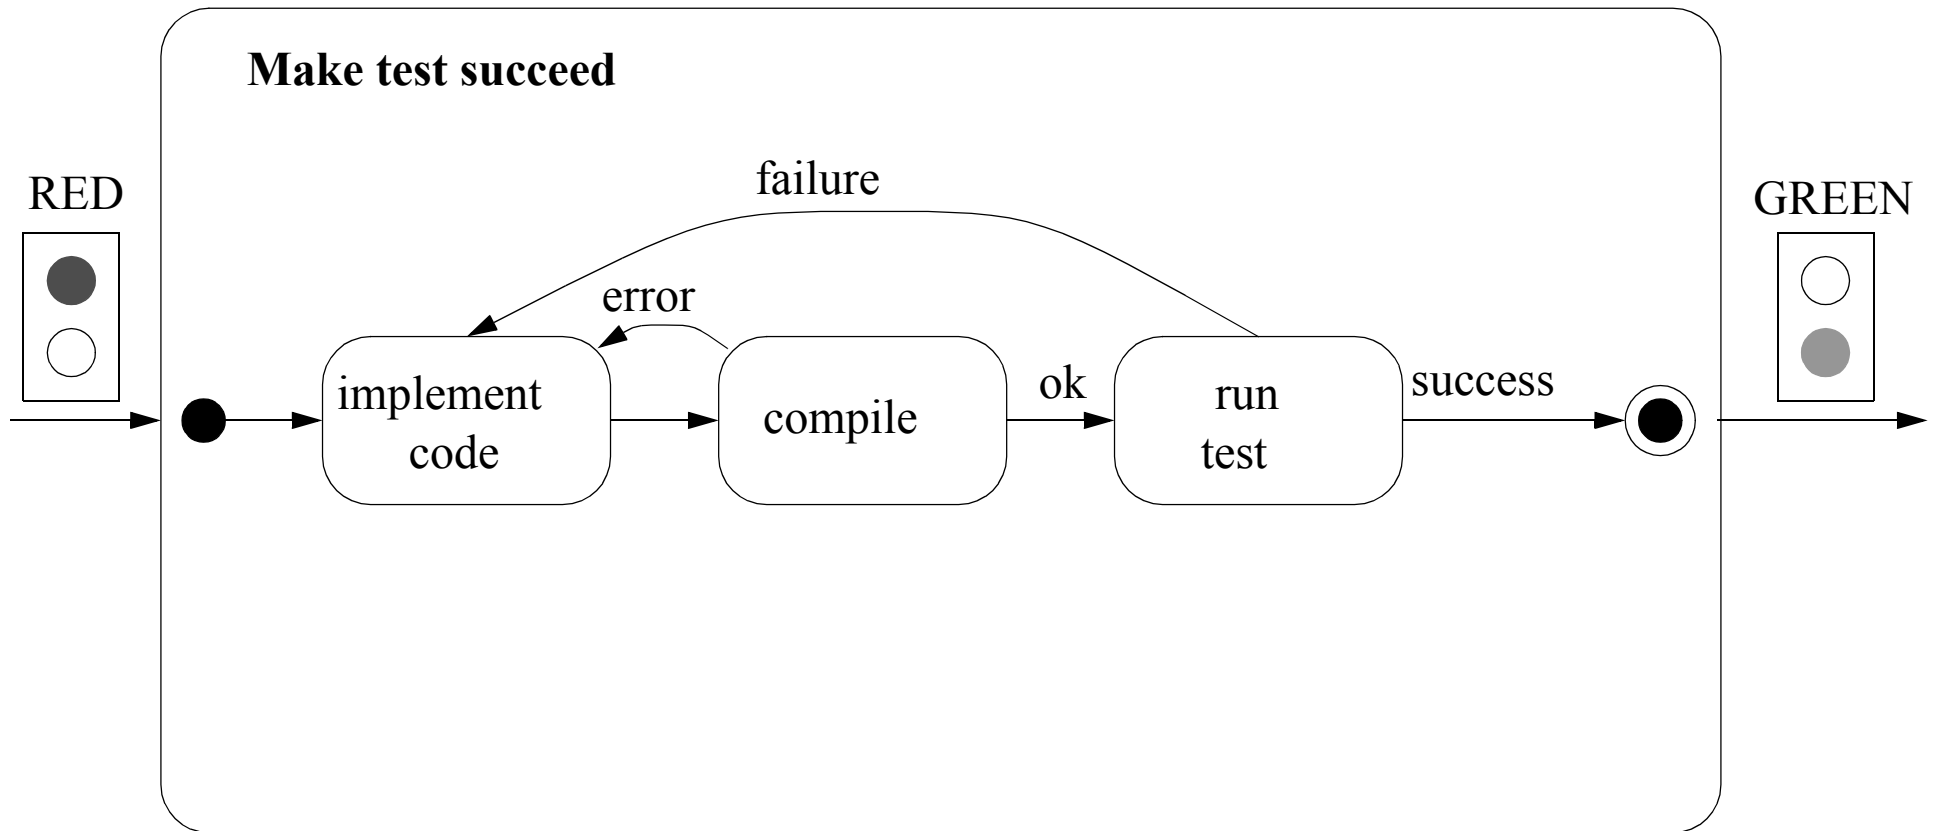 Make test succeed
failure
RED
GREEN
error
implement
code
compile
ok
run
test
success